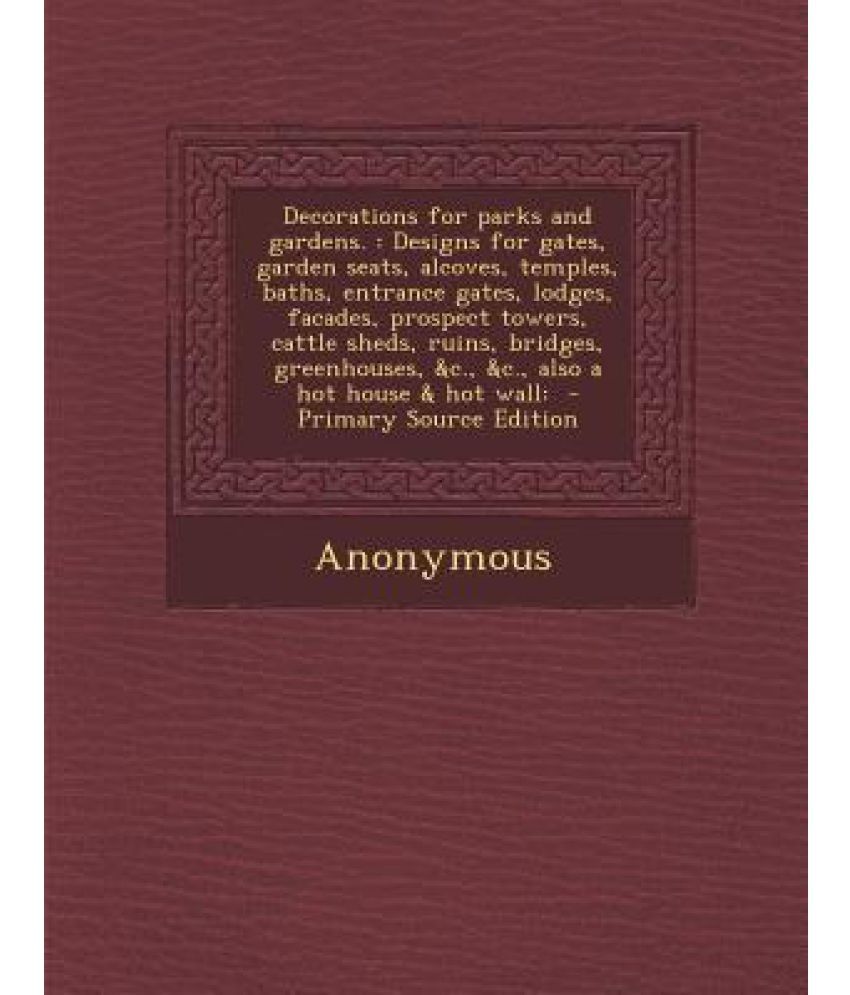 Decorations for parks and
gardens. : Designs for gates,
garden seats, alcoves, temples,
baths, entrance gates, lodges,
facades, prospect towers,
cattle sheds, ruins, bridges,
greenhouses, &c., &c., also a
hot house & hot wall; -
Primary Source Edition
Anonymous